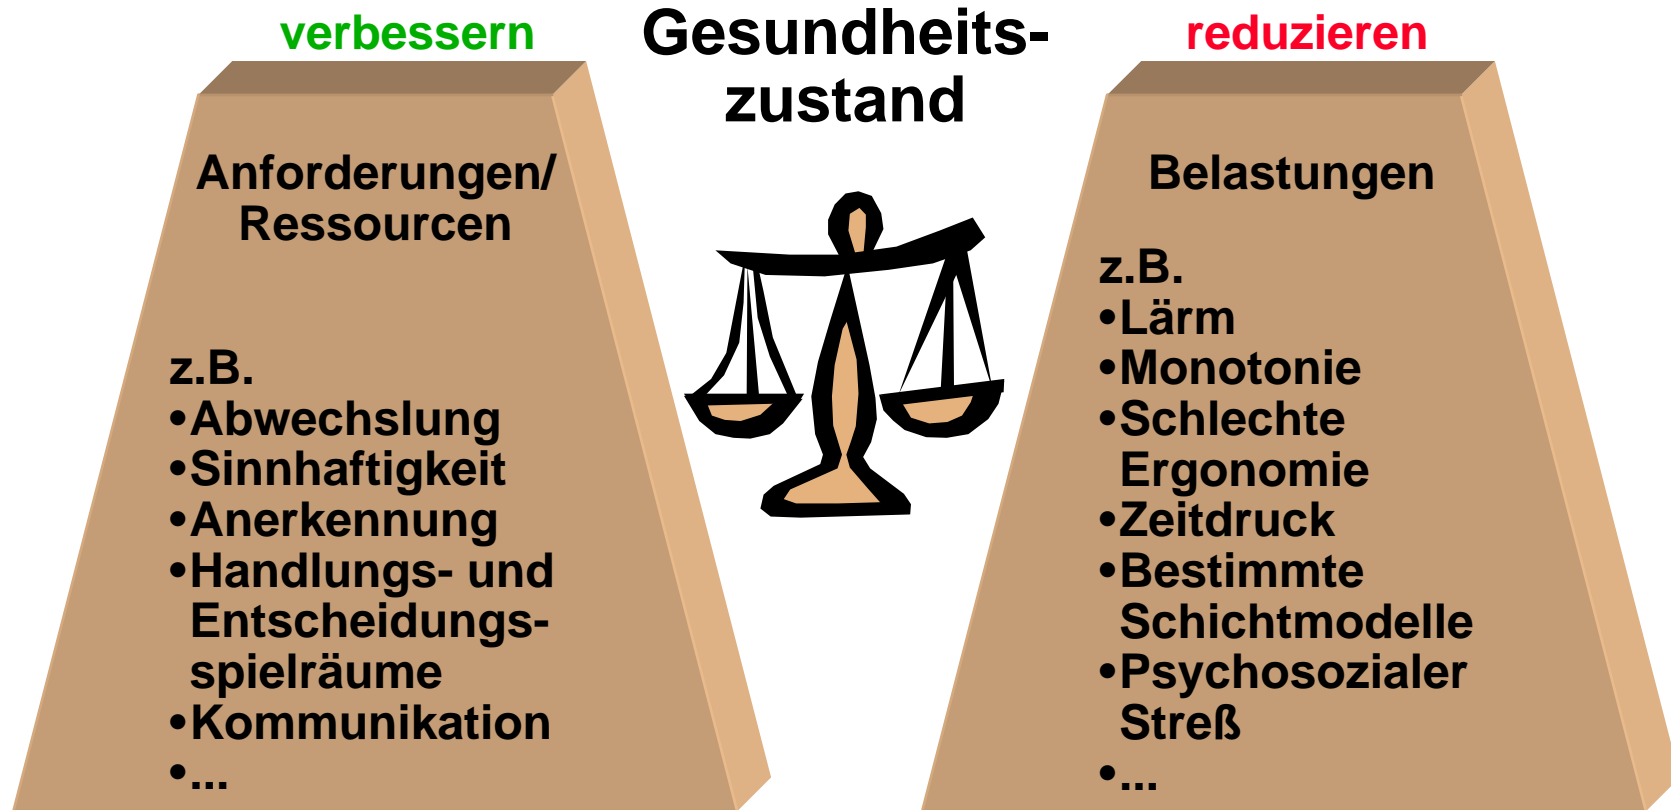 verbessern
Gesundheits-
zustand
reduzieren
Anforderungen/
Ressourcen
z.B.
•Abwechslung
•Sinnhaftigkeit
•Anerkennung
•Handlungs- und
Entscheidungs-
spielräume
•Kommunikation
•...
Belastungen
z.B.
•Lärm
•Monotonie
•Schlechte
Ergonomie
•Zeitdruck
•Bestimmte
Schichtmodelle
•Psychosozialer
Streß
•...